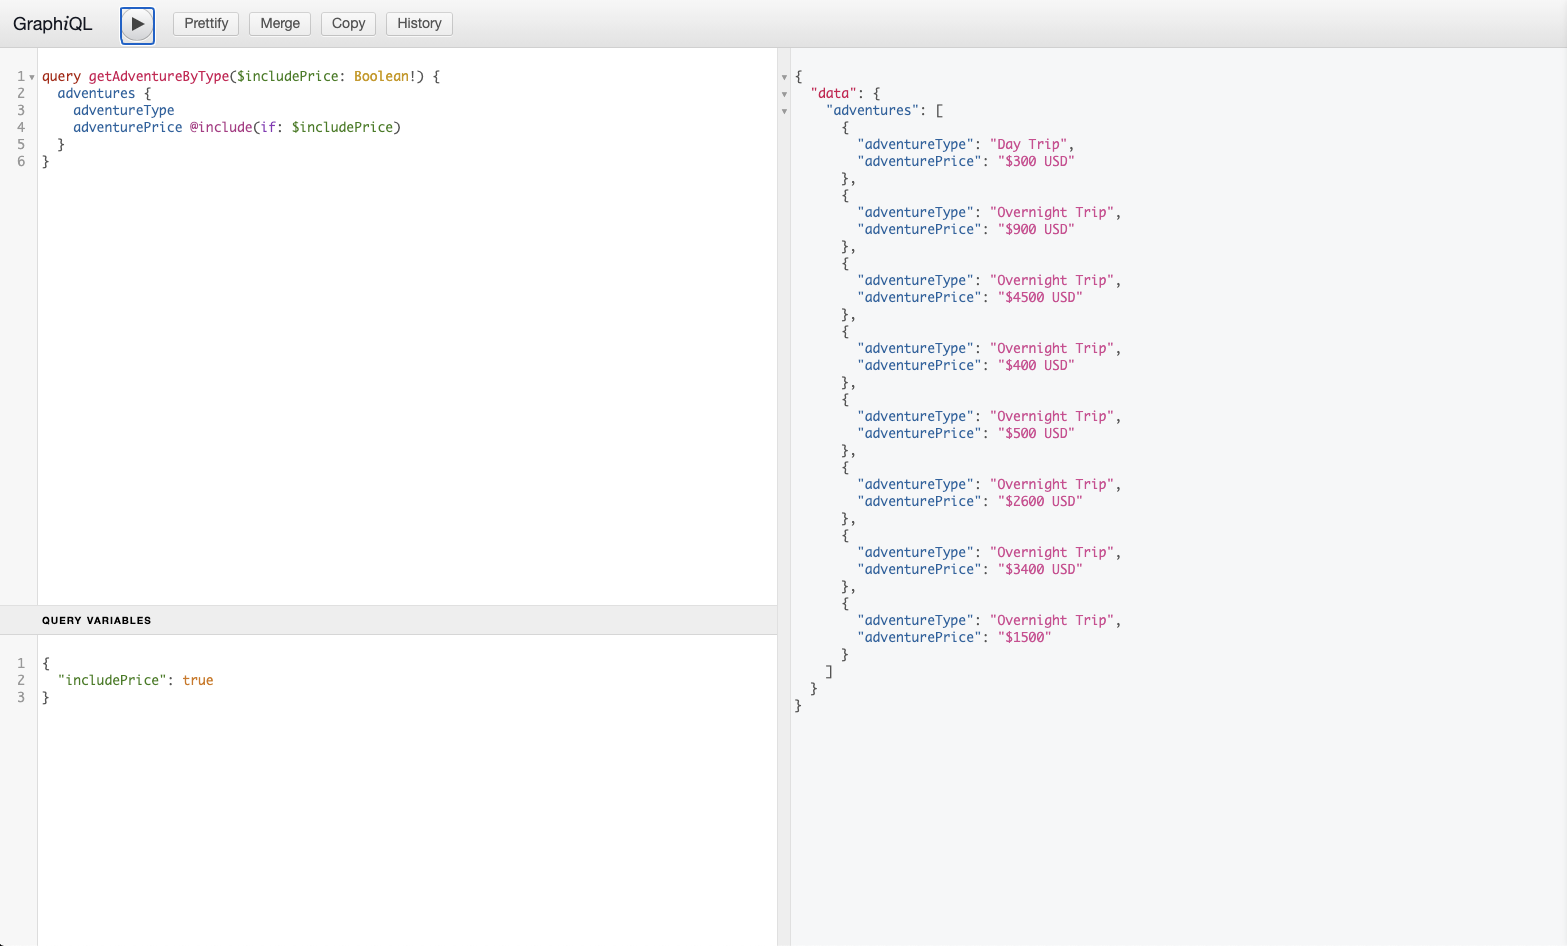 GraphiQL Prettify Merge Copy History
1 query getAdventureByType($includePrice: Boolean!) {
2   adventures {
3     adventureType
4     adventurePrice @include(if: $includePrice)
5   }
6 }
QUERY VARIABLES
1 {
2   "includePrice": true
3 }
{
  "data": {
    "adventures": [
      {
        "adventureType": "Day Trip",
        "adventurePrice": "$300 USD"
      },
      {
        "adventureType": "Overnight Trip",
        "adventurePrice": "$900 USD"
      },
      {
        "adventureType": "Overnight Trip",
        "adventurePrice": "$4500 USD"
      },
      {
        "adventureType": "Overnight Trip",
        "adventurePrice": "$400 USD"
      },
      {
        "adventureType": "Overnight Trip",
        "adventurePrice": "$500 USD"
      },
      {
        "adventureType": "Overnight Trip",
        "adventurePrice": "$2600 USD"
      },
      {
        "adventureType": "Overnight Trip",
        "adventurePrice": "$3400 USD"
      },
      {
        "adventureType": "Overnight Trip",
        "adventurePrice": "$1500"
      }
    ]
  }
}